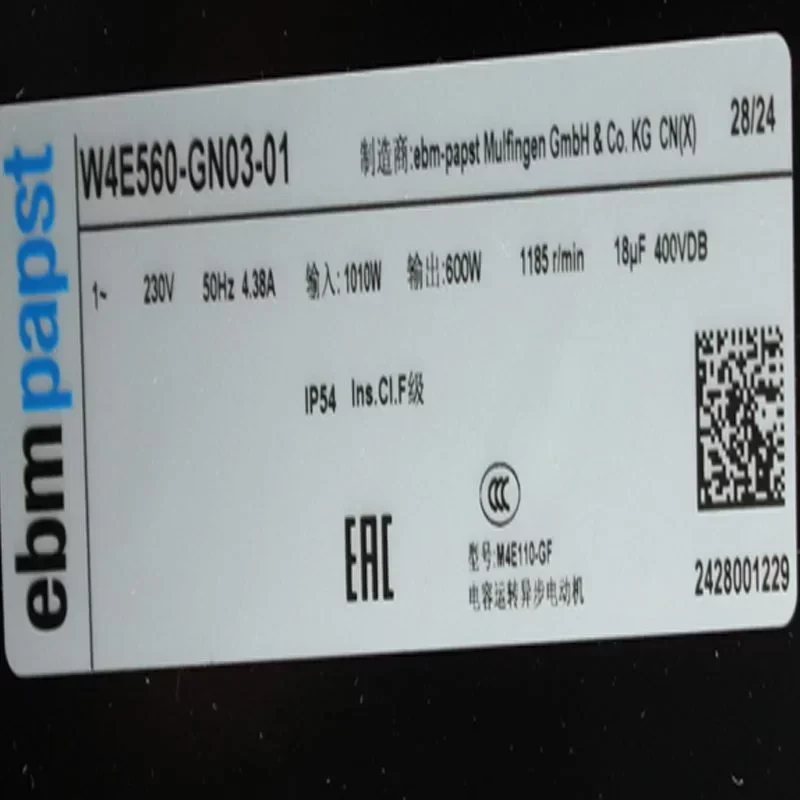 ebmpapst
W4E560-GN03-01
制造商:ebm-papst Mulfingen GmbH & Co. KG CN(X)
28/24
1~ 230V 50Hz 4.38A 输入: 1010W 输出:600W 1185 r/min 18µF 400VDB
IP54 Ins.Cl.F级
EAC
CCC
型号:M4E110-GF
电容运转异步电动机
2428001229